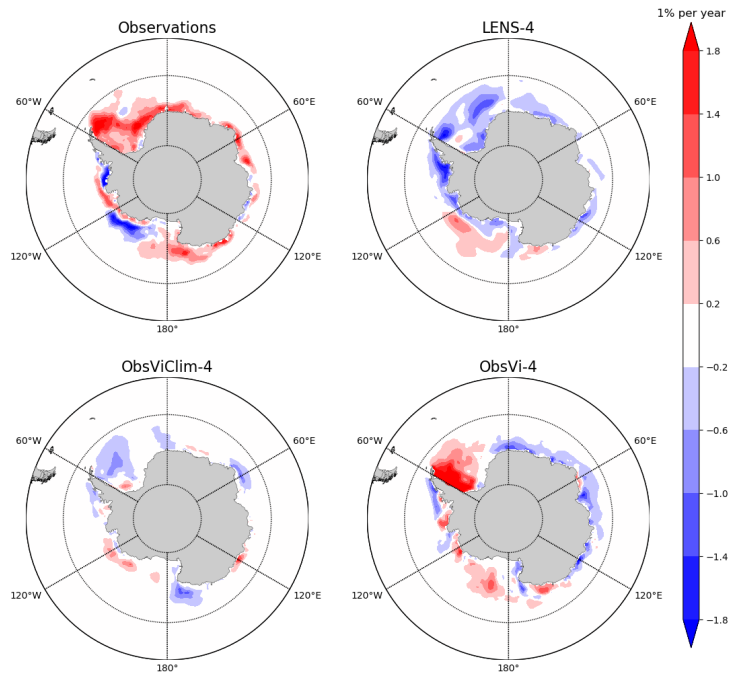 1% per year
Observations
LENS-4
60°W
60°E
60°W
60°E
120°W
120°E
120°W
120°E
180°
180°
ObsViClim-4
ObsVi-4
60°W
60°E
60°W
60°E
120°W
120°E
120°W
120°E
180°
180°
1.8
1.4
1.0
0.6
0.2
−0.2
−0.6
−1.0
−1.4
−1.8